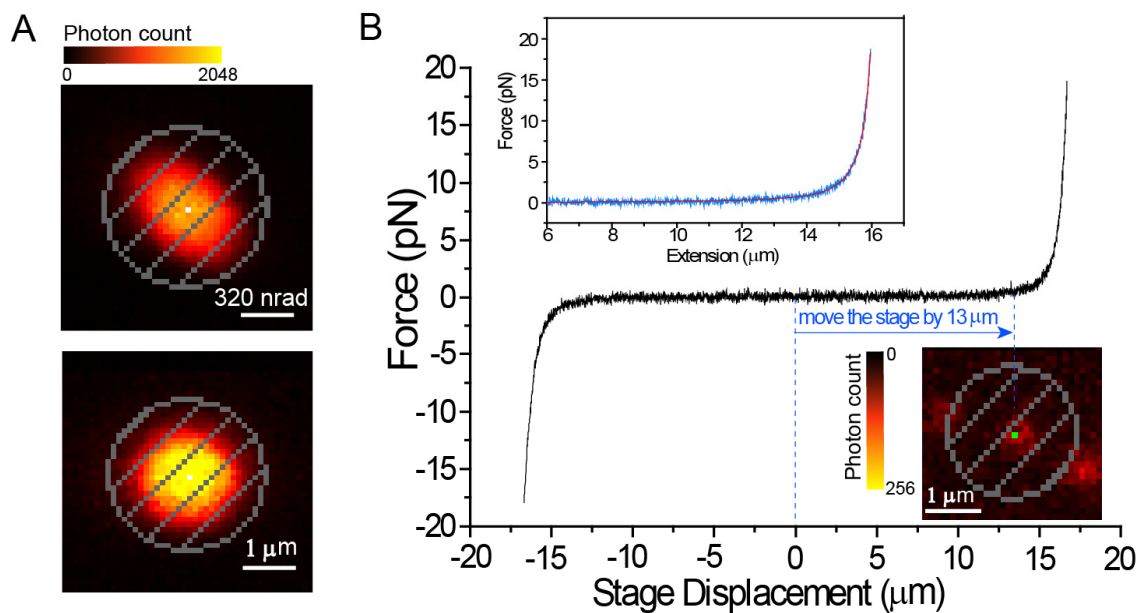 A
Photon count
0 2048
320 nrad
1 μm
B
Force (pN)
20
15
10
5
0
-5
-10
-15
-20
-20 -15 -10 -5 0 5 10 15 20
Stage Displacement (μm)
Force (pN)
20
15
10
5
0
6 8 10 12 14 16
Extension (μm)
move the stage by 13 μm
Photon count
0
256
1 μm